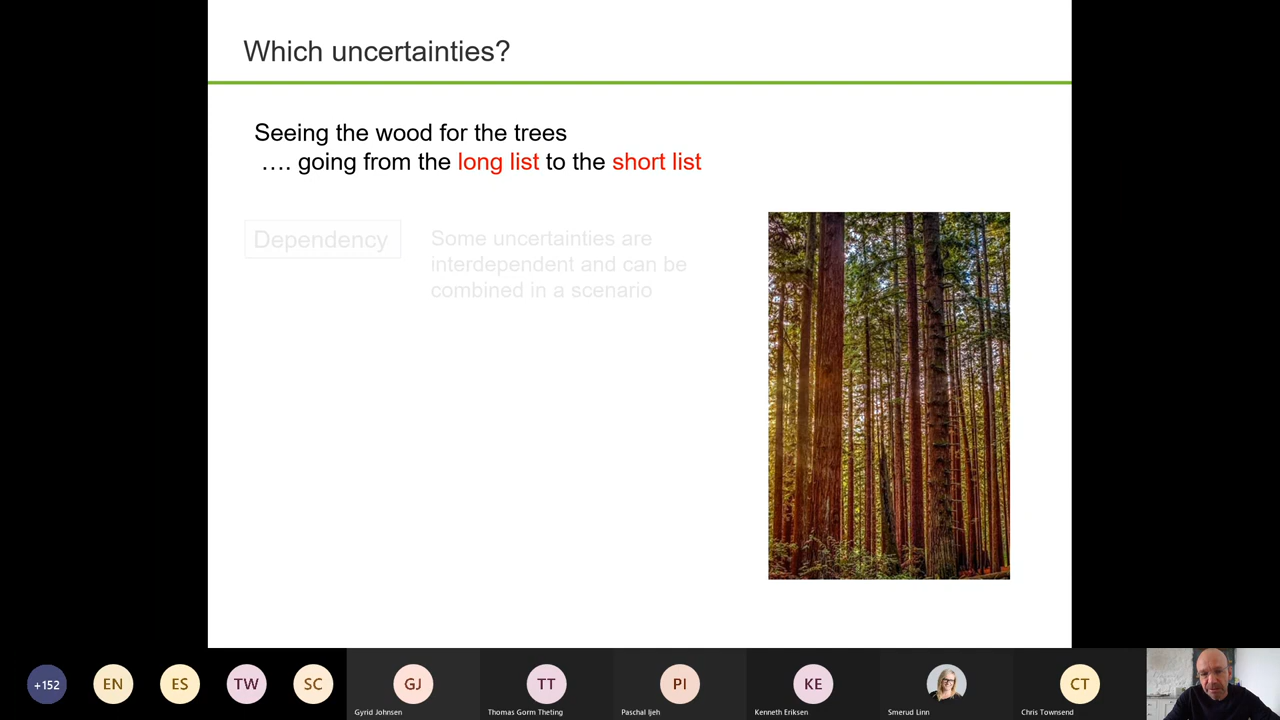 Which uncertainties?
Seeing the wood for the trees
…. going from the long list to the short list
Dependency
Some uncertainties are
interdependent and can be
combined in a scenario
+152
EN
ES
TW
SC
GJ
TT
PI
KE
CT
Gyrid Johnsen
Thomas Gorm Theting
Paschal Ijeh
Kenneth Eriksen
Smerud Linn
Chris Townsend